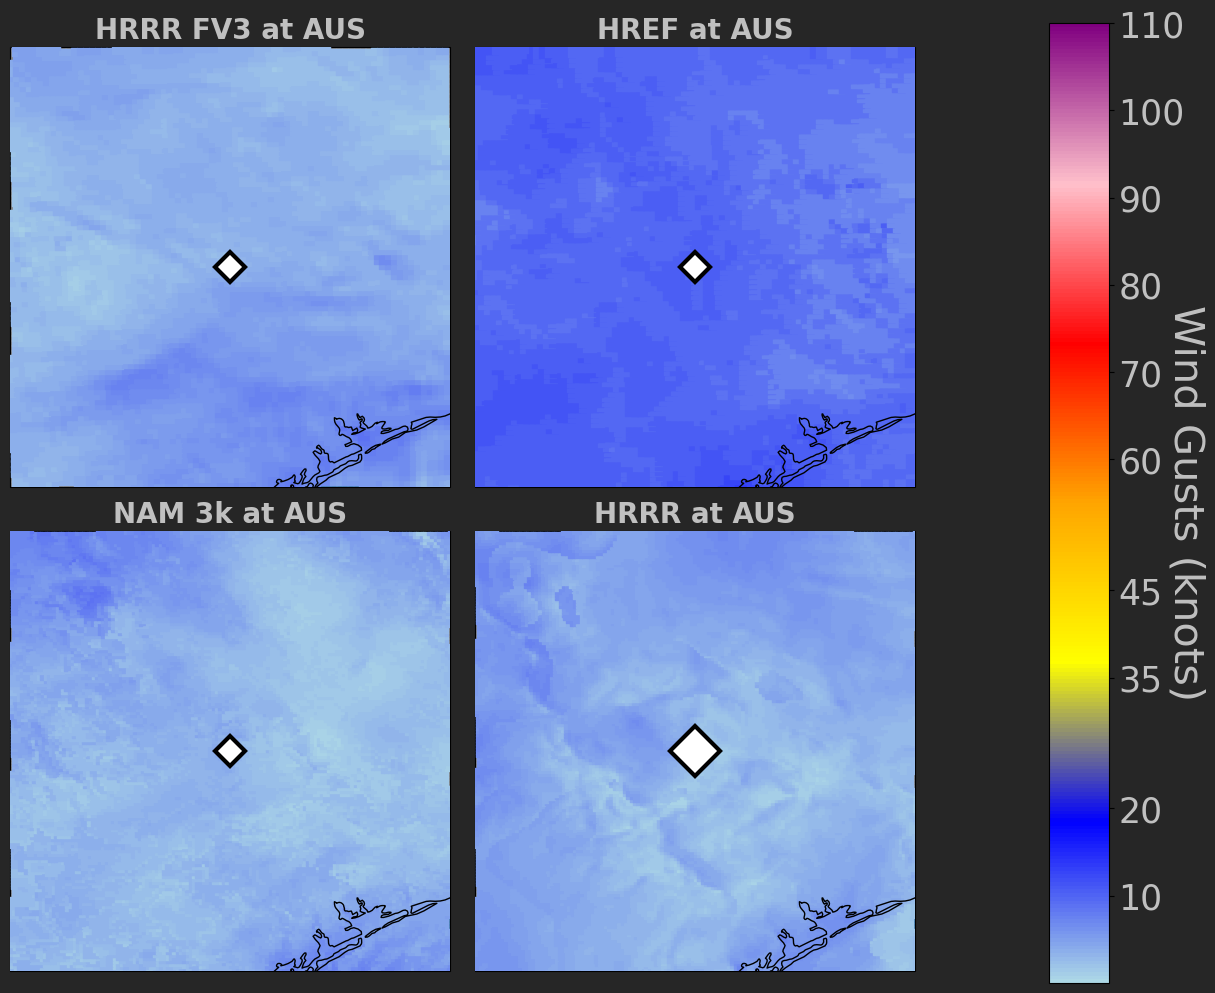 HRRR FV3 at AUS
HREF at AUS
NAM 3k at AUS
HRRR at AUS
110
100
90
80
70
60
45
35
20
10
Wind Gusts (knots)